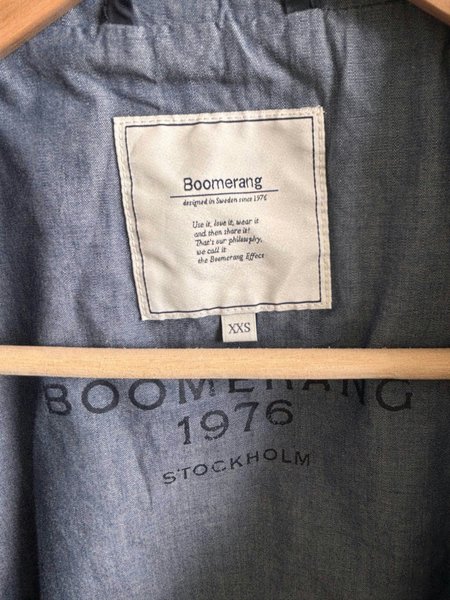 Boomerang
designed in Sweden since 1976
Use it, love it, wear it
and then share it!
That's our philosophy,
we call it
the Boomerang Effect
XXS
BOOMERANG
1976
STOCKHOLM